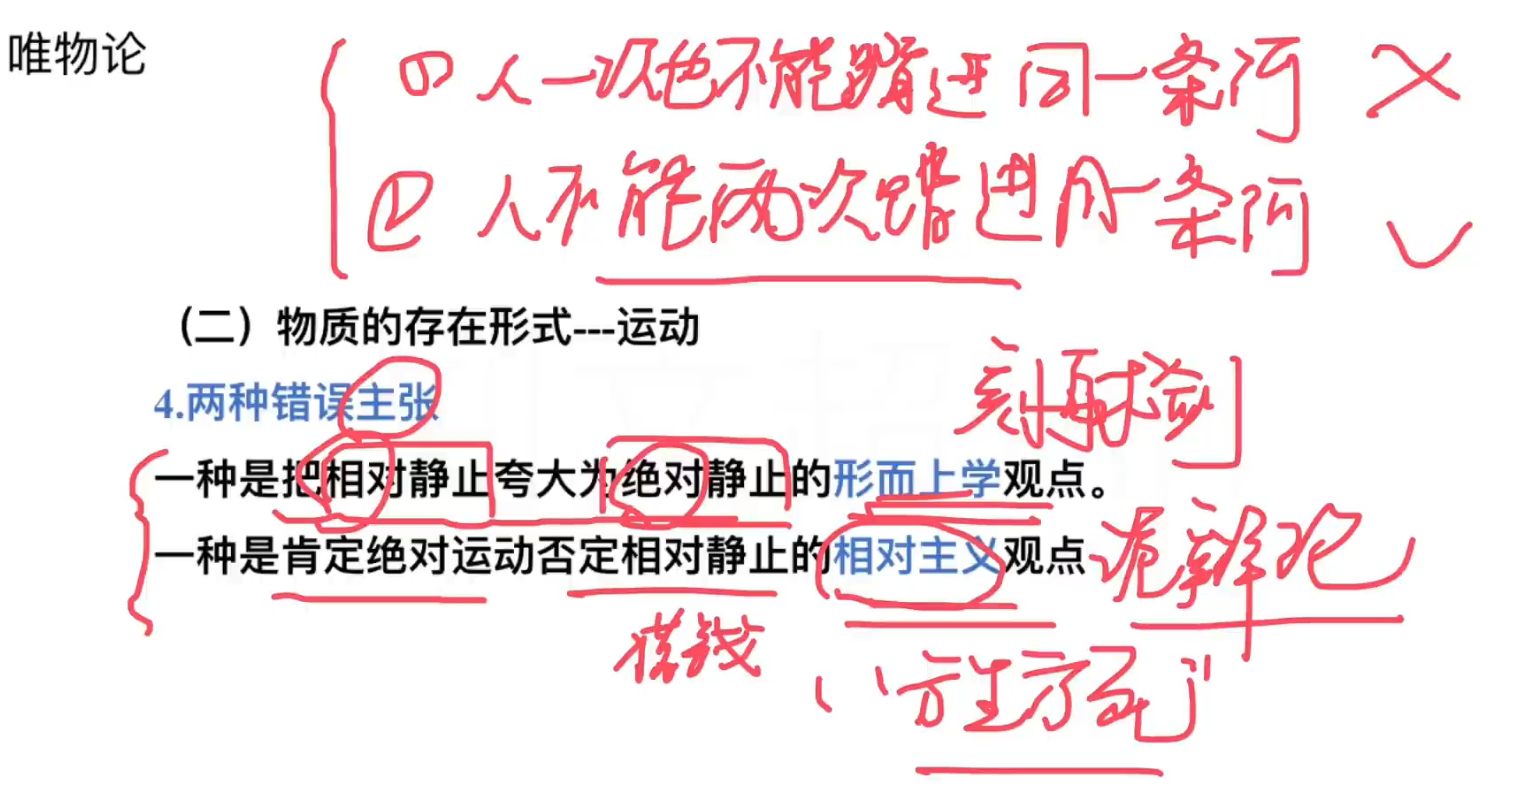 唯物论
① 人一次也不能踏进同一条河 ×
② 人不能两次踏进同一条河 ✓
（二）物质的存在形式---运动
刻舟求剑
4.两种错误主张
一种是把相对静止夸大为绝对静止的形而上学观点。
一种是肯定绝对运动否定相对静止的相对主义观点 诡辩论
借钱
“方生方死”